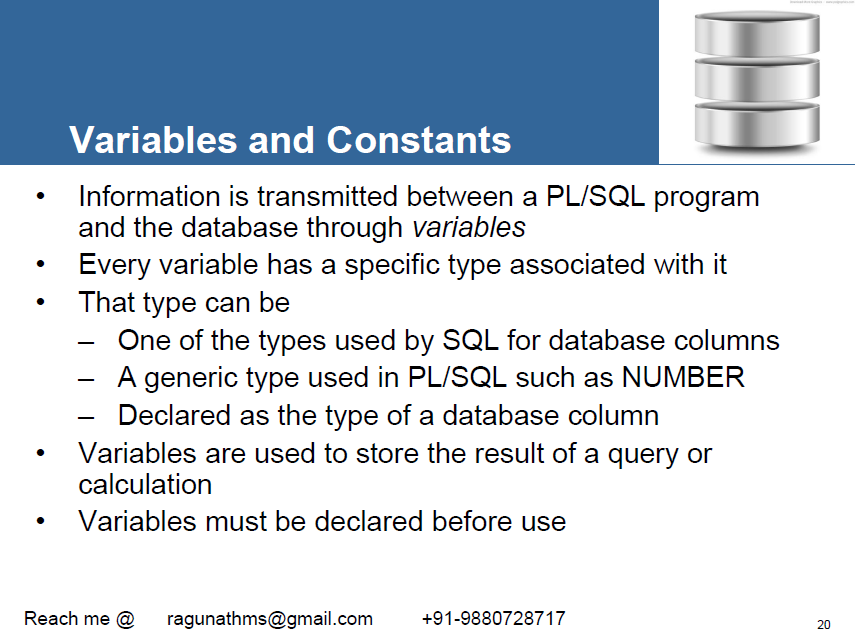 Variables and Constants
• Information is transmitted between a PL/SQL program
and the database through variables
• Every variable has a specific type associated with it
• That type can be
– One of the types used by SQL for database columns
– A generic type used in PL/SQL such as NUMBER
– Declared as the type of a database column
• Variables are used to store the result of a query or
calculation
• Variables must be declared before use
Reach me @ ragunathms@gmail.com +91-9880728717
20